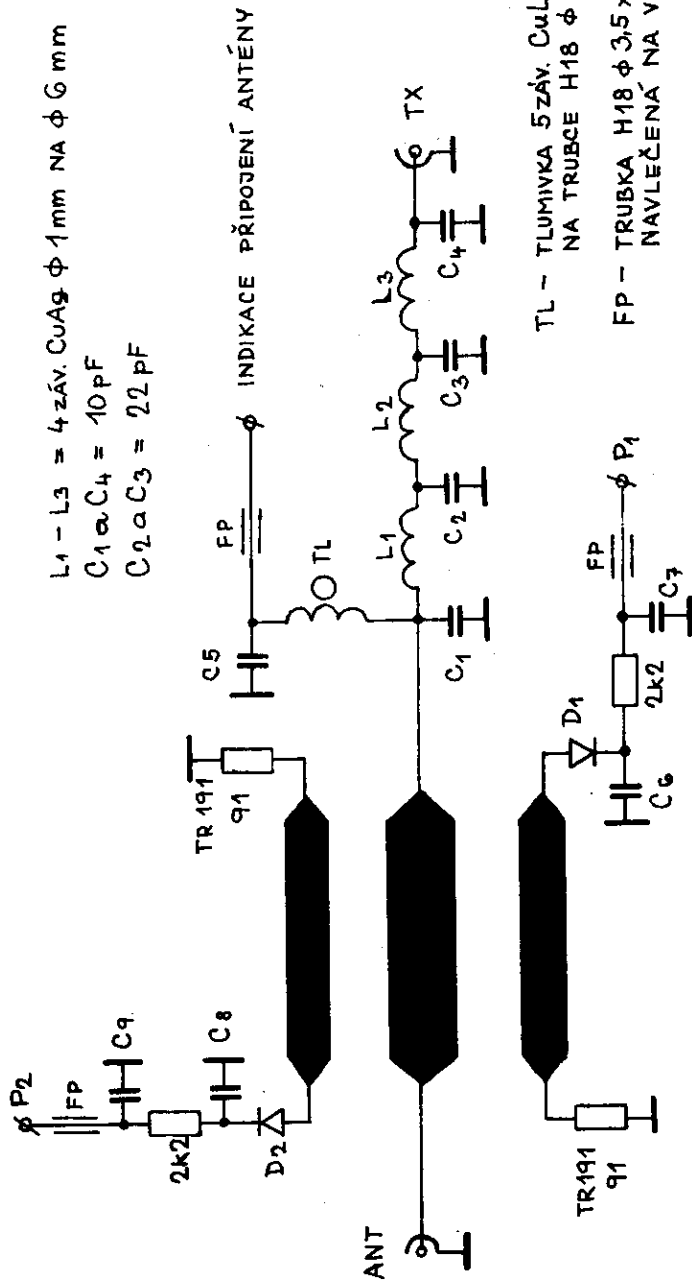 L1 - L3 = 4 ZÁV. CuAg ϕ 1 mm NA ϕ 6 mm
C1 a C4 = 10 pF
C2 a C3 = 22 pF
INDIKACE PŘIPOJENÍ ANTÉNY
FP
C5
TL
TX
L1
L2
L3
C1
C2
C3
C4
TR 191
91
P2
FP
C9
2k2
C8
D2
ANT
TR191
91
D1
C6
2k2
C7
FP
P1
TL - TLUMIVKA 5 ZÁV. CuL
NA TRUBCE H18 ϕ
FP - TRUBKA H18 ϕ 3,5 x
NAVLEČENÁ NA V